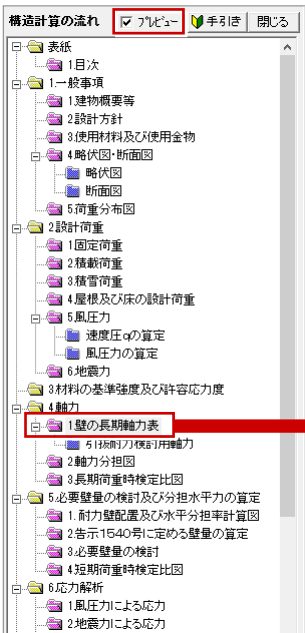 構造計算の流れ プレビュー 手引き 閉じる
表紙
1.目次
1.一般事項
1.建物概要等
2.設計方針
3.使用材料及び使用金物
4.略伏図・断面図
略伏図
断面図
5.荷重分布図
2.設計荷重
1.固定荷重
2.積載荷重
3.積雪荷重
4.屋根及び床の設計荷重
5.風圧力
速度圧qの算定
風圧力の算定
6.地震力
3.材料の基準強度及び許容応力度
4.軸力
1.壁の長期軸力表
引抜耐力検討用軸力
2.軸力分担図
3.長期荷重時検定比図
5.必要壁量の検討及び分担水平力の算定
1.耐力壁配置及び水平分担率計算図
2.告示1540号に定める壁量の算定
3.必要壁量の検討
4.短期荷重時検定比図
6.応力解析
1.風圧力による応力
2.地震力による応力